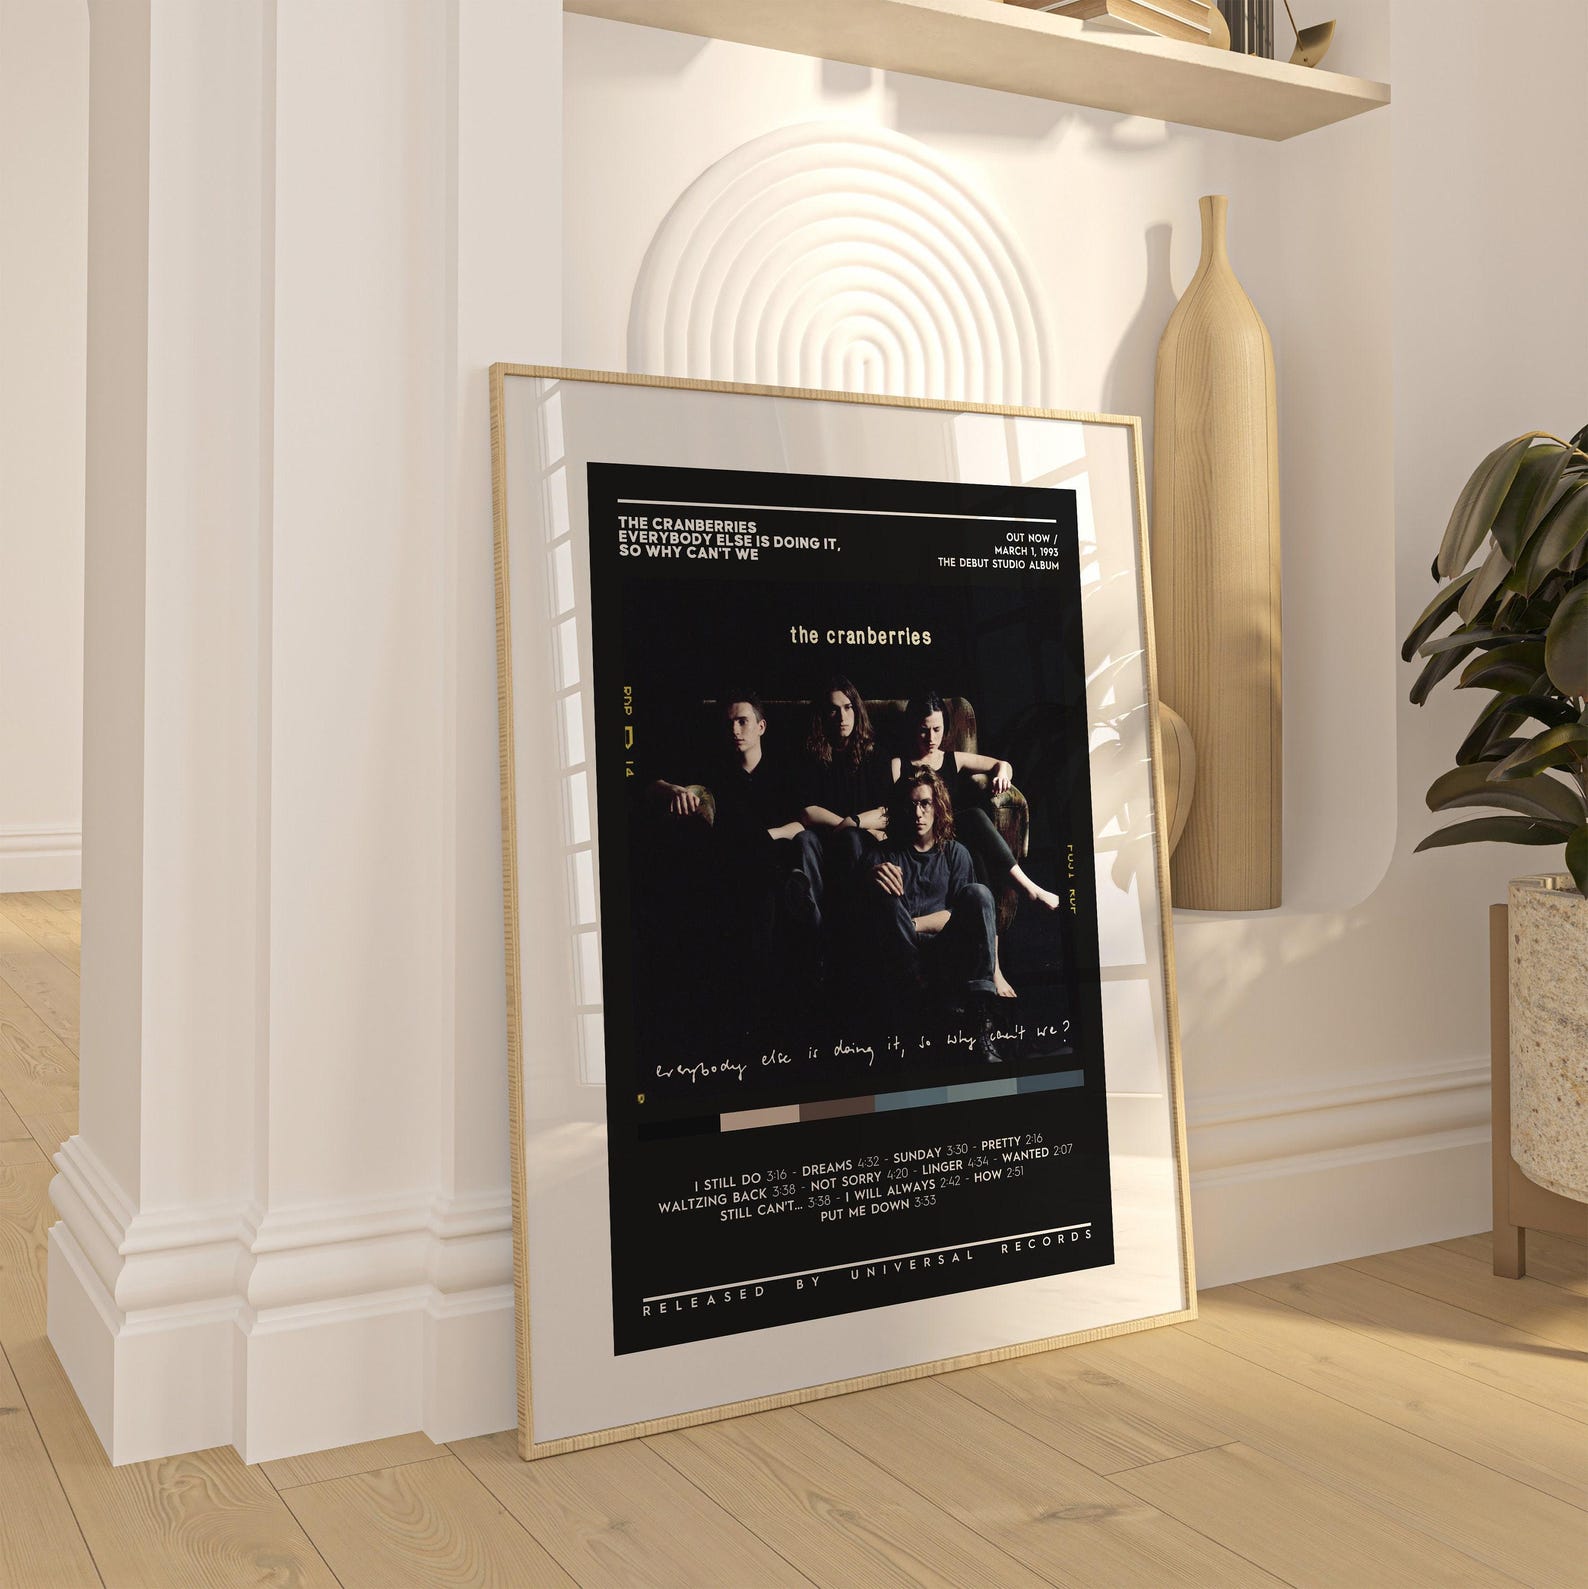 THE CRANBERRIES
EVERYBODY ELSE IS DOING IT,
SO WHY CAN'T WE
OUT NOW /
MARCH 1, 1993
THE DEBUT STUDIO ALBUM
the cranberries
RDP
14
FUJI RDP
everybody else is doing it, so why can't we?
I STILL DO 3:16 - DREAMS 4:32 - SUNDAY 3:30 - PRETTY 2:16
WALTZING BACK 3:38 - NOT SORRY 4:20 - LINGER 4:34 - WANTED 2:07
STILL CAN'T... 3:38 - I WILL ALWAYS 2:42 - HOW 2:51
PUT ME DOWN 3:33
RELEASED BY UNIVERSAL RECORDS